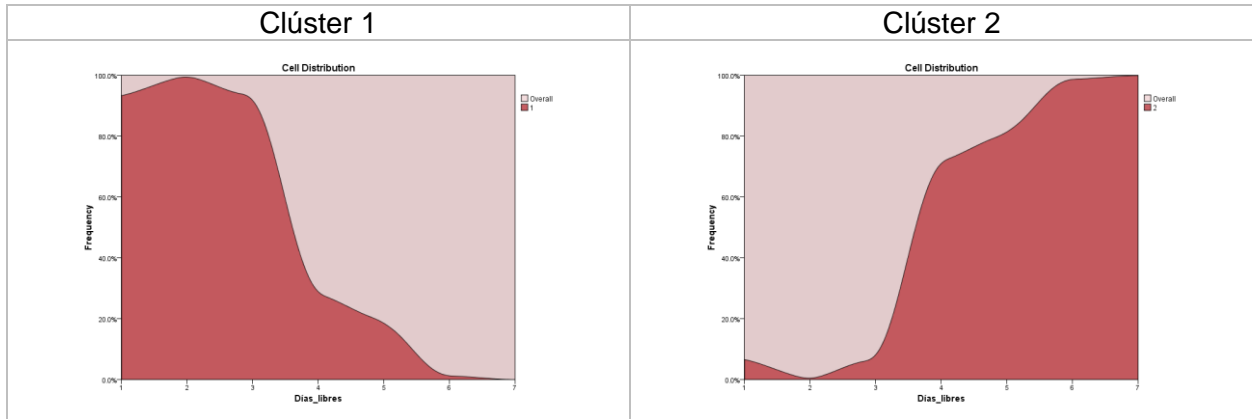 Clúster 1
Clúster 2
Cell Distribution
100.0%
80.0%
60.0%
40.0%
20.0%
0.0%
Frequency
1
2
3
4
5
6
7
Días_libres
Overall
1
Cell Distribution
100.0%
80.0%
60.0%
40.0%
20.0%
0.0%
Frequency
1
2
3
4
5
6
7
Días_libres
Overall
2